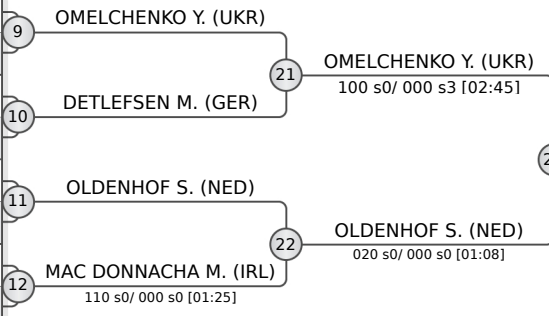 9
OMELCHENKO Y. (UKR)
21
OMELCHENKO Y. (UKR)
100 s0/ 000 s3 [02:45]
10
DETLEFSEN M. (GER)
11
OLDENHOF S. (NED)
22
OLDENHOF S. (NED)
020 s0/ 000 s0 [01:08]
12
MAC DONNACHA M. (IRL)
110 s0/ 000 s0 [01:25]